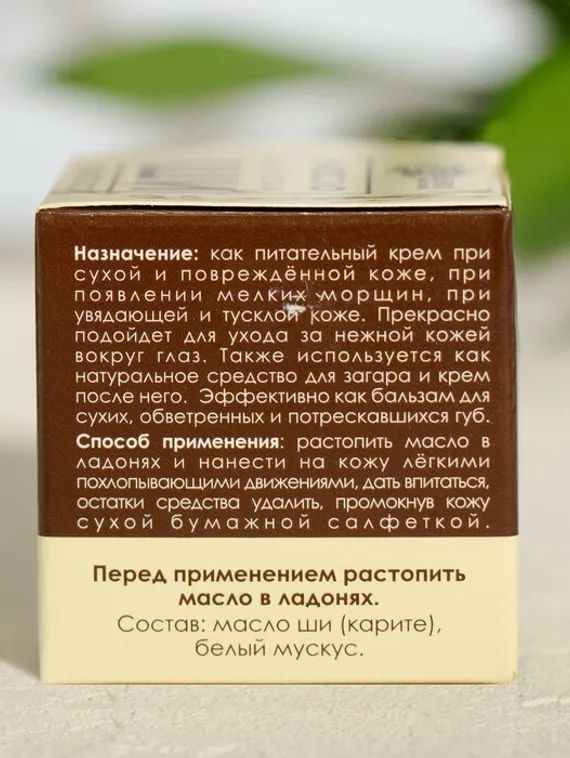 Назначение: как питательный крем при
сухой и повреждённой коже, при
появлении мелких морщин, при
увядающей и тусклой коже. Прекрасно
подойдет для ухода за нежной кожей
вокруг глаз. Также используется как
натуральное средство для загара и крем
после него. Эффективно как бальзам для
сухих, обветренных и потрескавшихся губ.
Способ применения: растопить масло в
ладонях и нанести на кожу лёгкими
похлопывающими движениями, дать впитаться,
остатки средства удалить, промокнув кожу
сухой бумажной салфеткой.
Перед применением растопить
масло в ладонях.
Состав: масло ши (карите),
белый мускус.